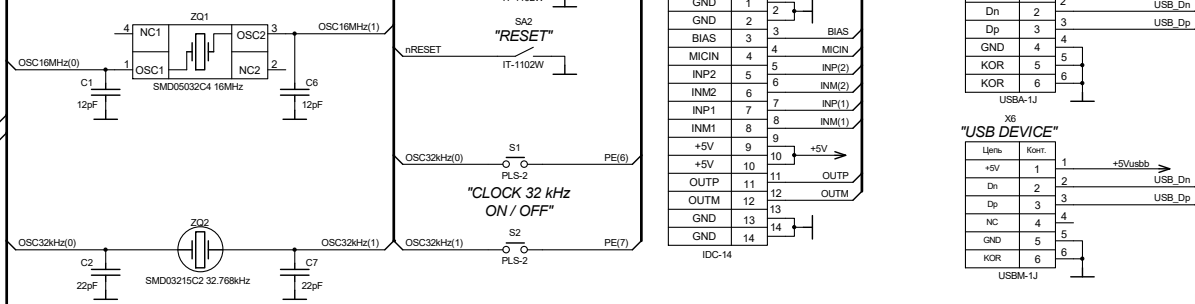 ZQ1
4 NC1 OSC2 3
OSC16MHz(1)
OSC16MHz(0)
1 OSC1 NC2 2
SMD05032C4 16MHz
C1
12pF
C6
12pF
ZQ2
OSC32kHz(0)
OSC32kHz(1)
SMD03215C2 32.768kHz
C2
22pF
C7
22pF
SA2
"RESET"
nRESET
IT-1102W
S1
OSC32kHz(0)
PE(6)
PLS-2
"CLOCK 32 kHz
ON / OFF"
S2
OSC32kHz(1)
PE(7)
PLS-2
GND 1
GND 2 2
BIAS 3 3 BIAS
MICIN 4 4 MICIN
INP2 5 5 INP(2)
INM2 6 6 INM(2)
INP1 7 7 INP(1)
INM1 8 8 INM(1)
+5V 9 9
+5V 10 10 +5V
OUTP 11 11 OUTP
OUTM 12 12 OUTM
GND 13 13
GND 14 14
IDC-14
Dn 2 2 USB_Dn
Dp 3 3 USB_Dp
GND 4 4
KOR 5 5
KOR 6 6
USBA-1J
X6
"USB DEVICE"
Цепь Конт.
+5V 1 1 +5Vusbb
Dn 2 2 USB_Dn
Dp 3 3 USB_Dp
NC 4 4
GND 5 5
KOR 6 6
USBM-1J